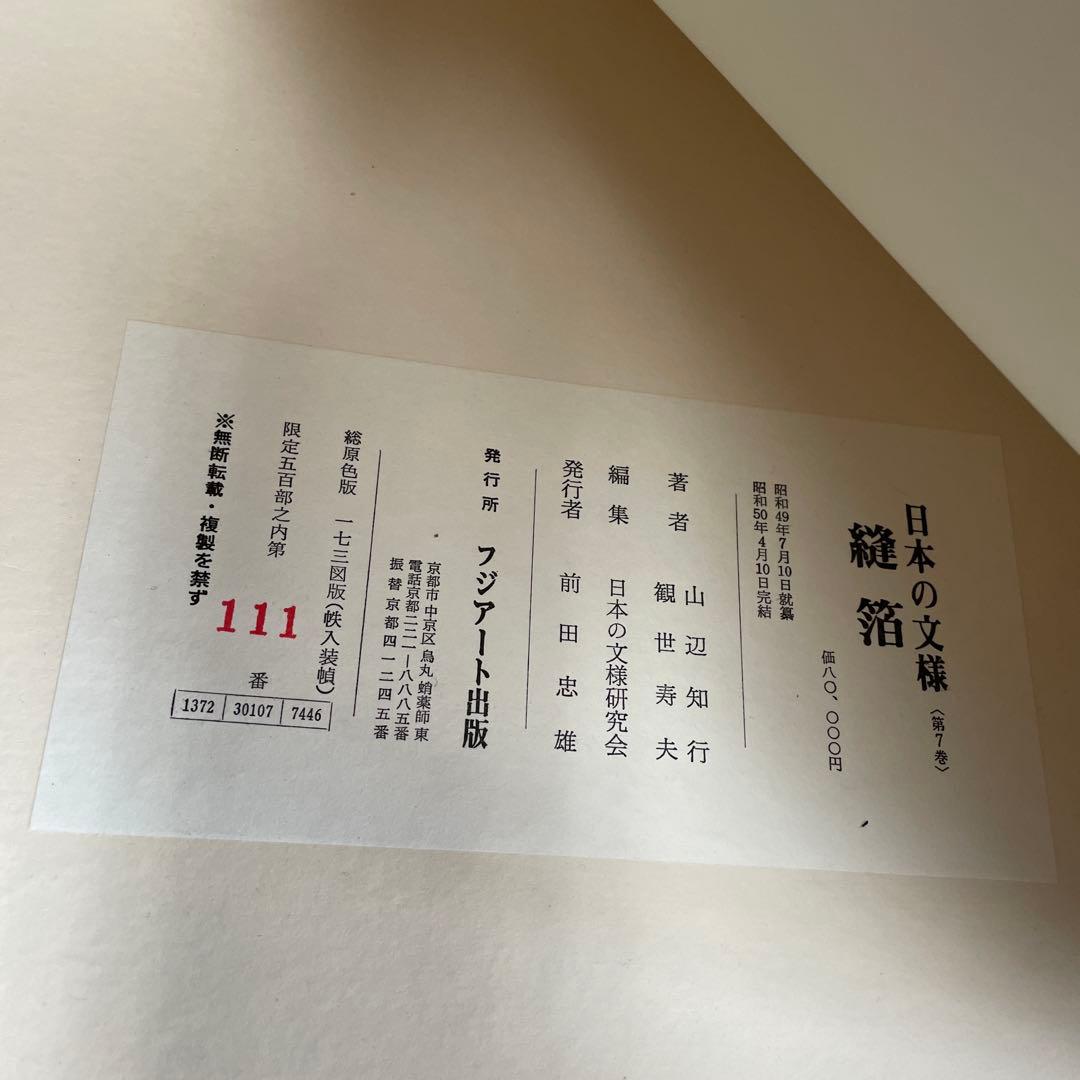 日本の文様〈第7巻〉
縫箔
価八〇、〇〇〇円
昭和49年7月10日就纂
昭和50年4月10日完結
著者 山辺知行
観世寿夫
編集 日本の文様研究会
発行者 前田忠雄
発行所 フジアート出版
京都市中京区烏丸蛸薬師東
電話京都二二一―八八八五番
振替京都四一二四五番
総原色版 一七三図版(帙入装幀)
限定五百部之内第
111
番
※無断転載・複製を禁ず
1372 30107 7446